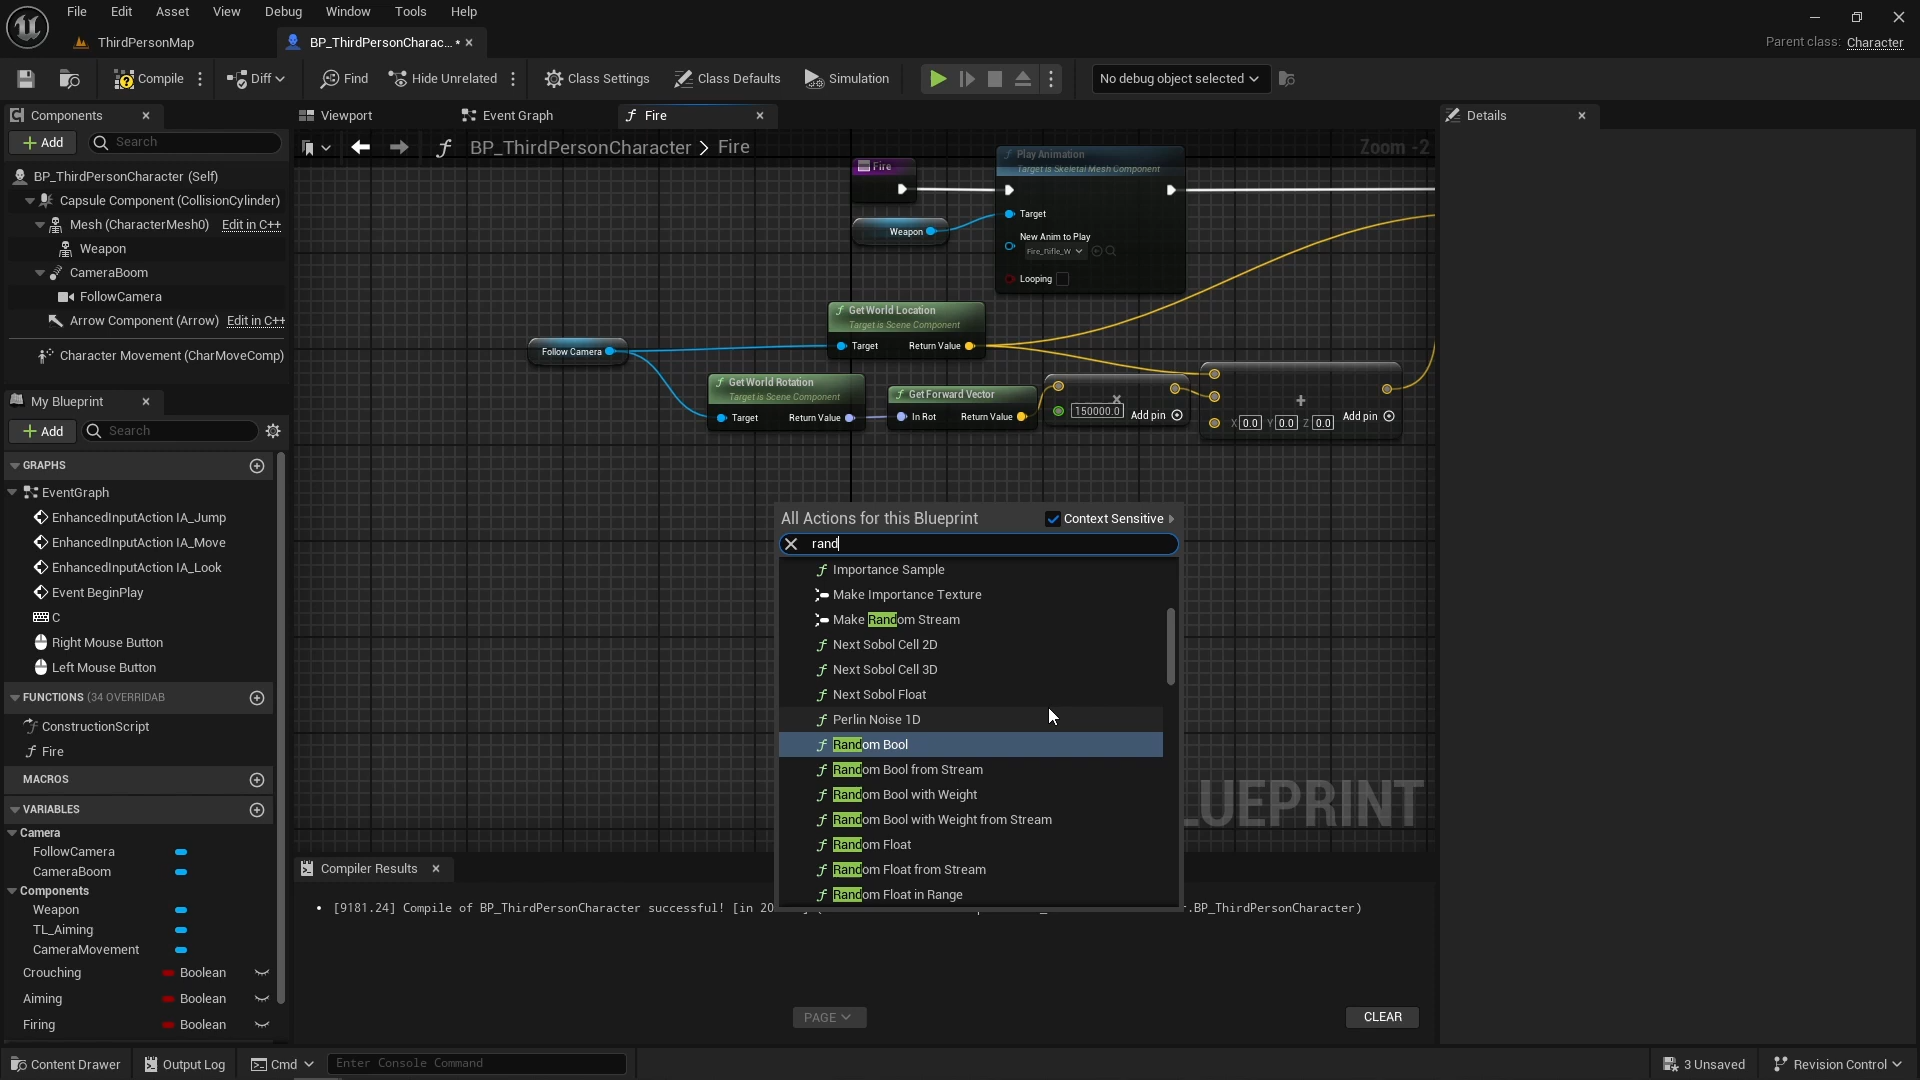 File Edit Asset View Debug Window Tools Help
ThirdPersonMap
BP_ThirdPersonCharac... *
Parent class: Character
Compile
Diff
Find
Hide Unrelated
Class Settings
Class Defaults
Simulation
No debug object selected
Components
Add
Search
BP_ThirdPersonCharacter (Self)
Capsule Component (CollisionCylinder)
Mesh (CharacterMesh0) Edit in C++
Weapon
CameraBoom
FollowCamera
Arrow Component (Arrow) Edit in C++
Character Movement (CharMoveComp)
My Blueprint
Add
Search
GRAPHS
EventGraph
EnhancedInputAction IA_Jump
EnhancedInputAction IA_Move
EnhancedInputAction IA_Look
Event BeginPlay
C
Right Mouse Button
Left Mouse Button
FUNCTIONS (34 OVERRIDAB
ConstructionScript
Fire
MACROS
VARIABLES
Camera
FollowCamera
CameraBoom
Components
Weapon
TL_Aiming
CameraMovement
Crouching Boolean
Aiming Boolean
Firing Boolean
Viewport
Event Graph
Fire
BP_ThirdPersonCharacter > Fire
Zoom -2
Fire
Weapon
Play Animation
Target is Skeletal Mesh Component
Target
New Anim to Play
Fire_Rifle_W
Looping
Get World Location
Target is Scene Component
Target Return Value
Follow Camera
Get World Rotation
Target is Scene Component
Target Return Value
Get Forward Vector
In Rot Return Value
150000.0 Add pin
X 0.0 Y 0.0 Z 0.0 Add pin
All Actions for this Blueprint
Context Sensitive
rand
Importance Sample
Make Importance Texture
Make Random Stream
Next Sobol Cell 2D
Next Sobol Cell 3D
Next Sobol Float
Perlin Noise 1D
Random Bool
Random Bool from Stream
Random Bool with Weight
Random Bool with Weight from Stream
Random Float
Random Float from Stream
Random Float in Range
LUEPRINT
Compiler Results
[9181.24] Compile of BP_ThirdPersonCharacter successful! [in 20
.BP_ThirdPersonCharacter)
PAGE
CLEAR
Details
Content Drawer
Output Log
Cmd
Enter Console Command
3 Unsaved
Revision Control